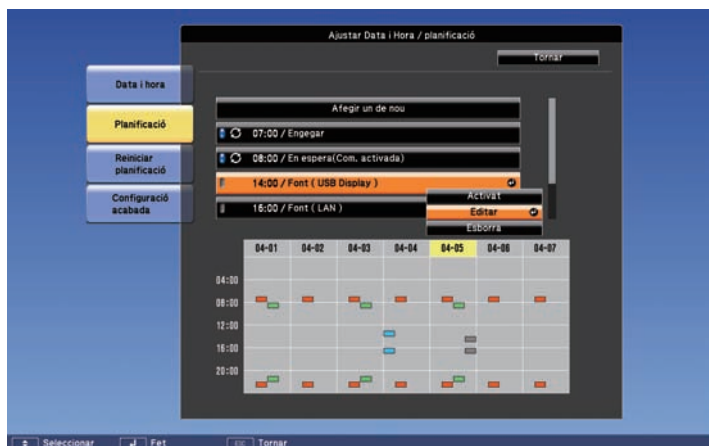 Ajustar Data i Hora / planificació
Tornar
Data i hora
Planificació
Reiniciar
planificació
Configuració
acabada
Afegir un de nou
07:00 / Engegar
08:00 / En espera(Com. activada)
14:00 / Font ( USB Display )
16:00 / Font ( LAN )
Activat
Editar
Esborra
04-01 04-02 04-03 04-04 04-05 04-06 04-07
04:00
08:00
12:00
16:00
20:00
Seleccionar Fet Esc Tornar